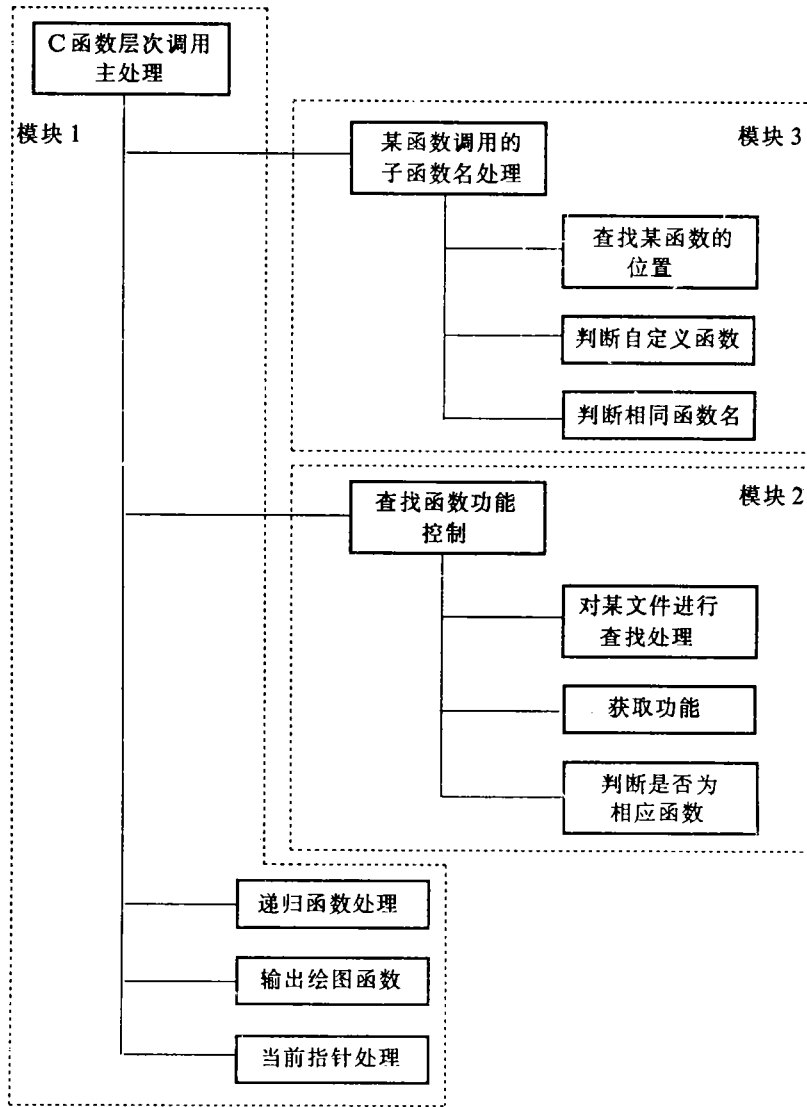 C函数层次调用
主处理
模块1
某函数调用的
子函数名处理
模块3
查找某函数的
位置
判断自定义函数
判断相同函数名
查找函数功能
控制
模块2
对某文件进行
查找处理
获取功能
判断是否为
相应函数
递归函数处理
输出绘图函数
当前指针处理